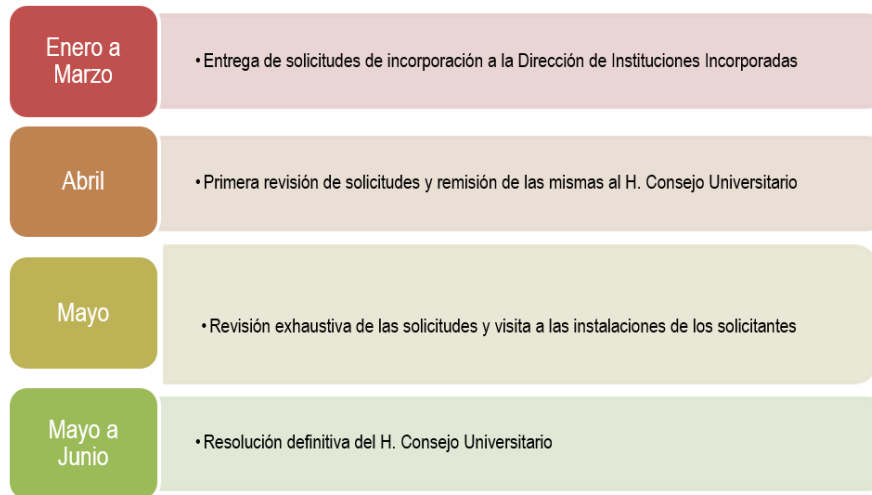 Enero a
Marzo
• Entrega de solicitudes de incorporación a la Dirección de Instituciones Incorporadas
Abril
• Primera revisión de solicitudes y remisión de las mismas al H. Consejo Universitario
Mayo
• Revisión exhaustiva de las solicitudes y visita a las instalaciones de los solicitantes
Mayo a
Junio
• Resolución definitiva del H. Consejo Universitario